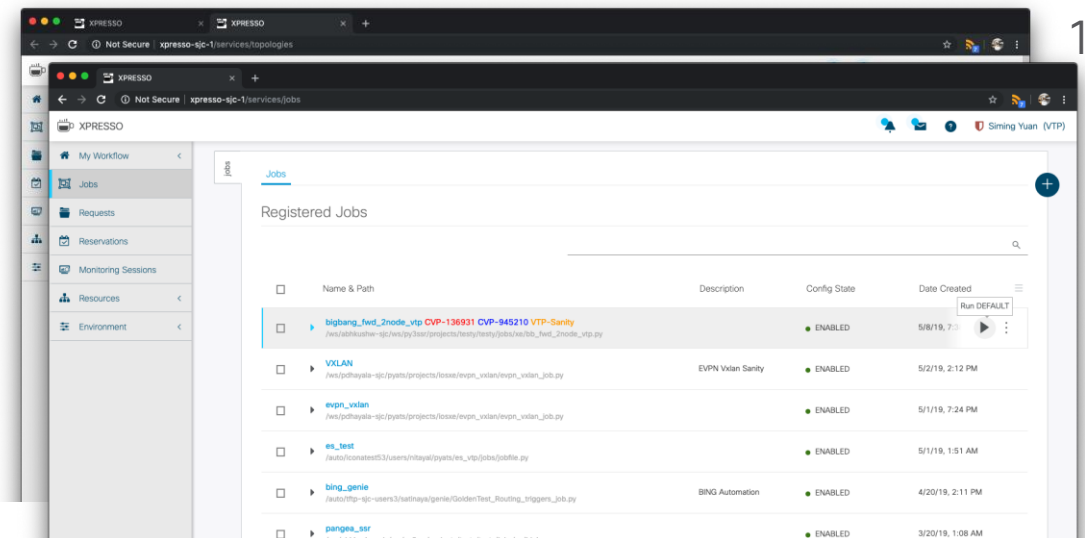 XPRESSO
XPRESSO
Not Secure | xpresso-sjc-1/services/topologies
1
XPRESSO
Not Secure | xpresso-sjc-1/services/jobs
XPRESSO
Siming Yuan (VTP)
My Workflow
Jobs
Requests
Reservations
Monitoring Sessions
Resources
Environment
jobs
Jobs
Registered Jobs
Name & Path Description Config State Date Created
Run DEFAULT
bigbang_fwd_2node_vtp CVP-136931 CVP-945210 VTP-Sanity ENABLED 5/8/19, 7:
/ws/abhkushw-sjc/ws/py3ssr/projects/testy/testy/jobs/xe/bb_fwd_2node_vtp.py
VXLAN EVPN Vxlan Sanity ENABLED 5/2/19, 2:12 PM
/ws/pdhayala-sjc/pyats/projects/iosxe/evpn_vxlan/evpn_vxlan_job.py
evpn_vxlan ENABLED 5/1/19, 7:24 PM
/ws/pdhayala-sjc/pyats/projects/iosxe/evpn_vxlan/evpn_vxlan_job.py
es_test ENABLED 5/1/19, 1:51 AM
/auto/iconatest53/users/nitayal/pyats/es_vtp/jobs/jobfile.py
bing_genie BING Automation ENABLED 4/20/19, 2:11 PM
/auto/tftp-sjc-users3/satinaya/genie/GoldenTest_Routing_triggers_job.py
pangea_ssr ENABLED 3/20/19, 1:08 AM